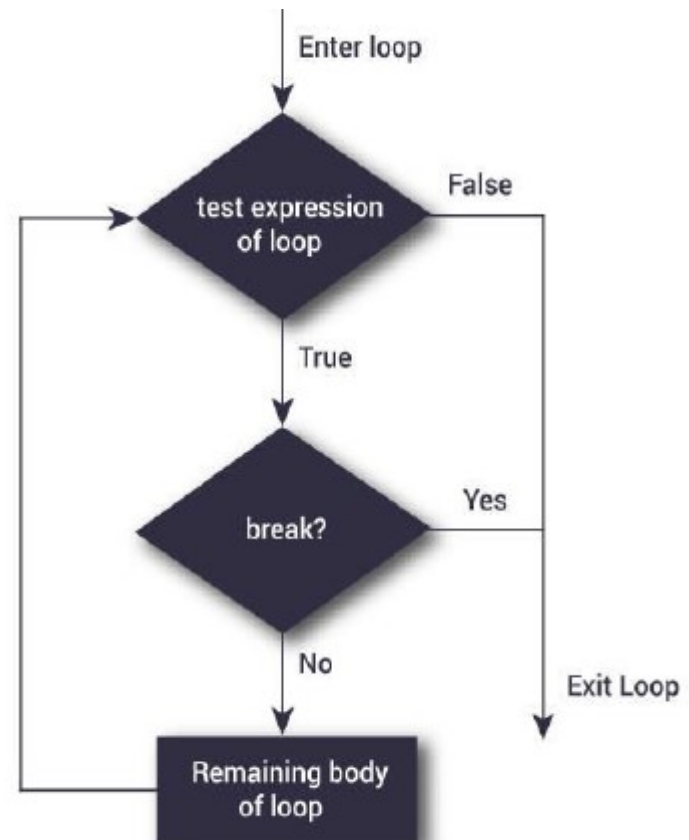 Enter loop
test expression
of loop
False
True
break?
Yes
No
Exit Loop
Remaining body
of loop